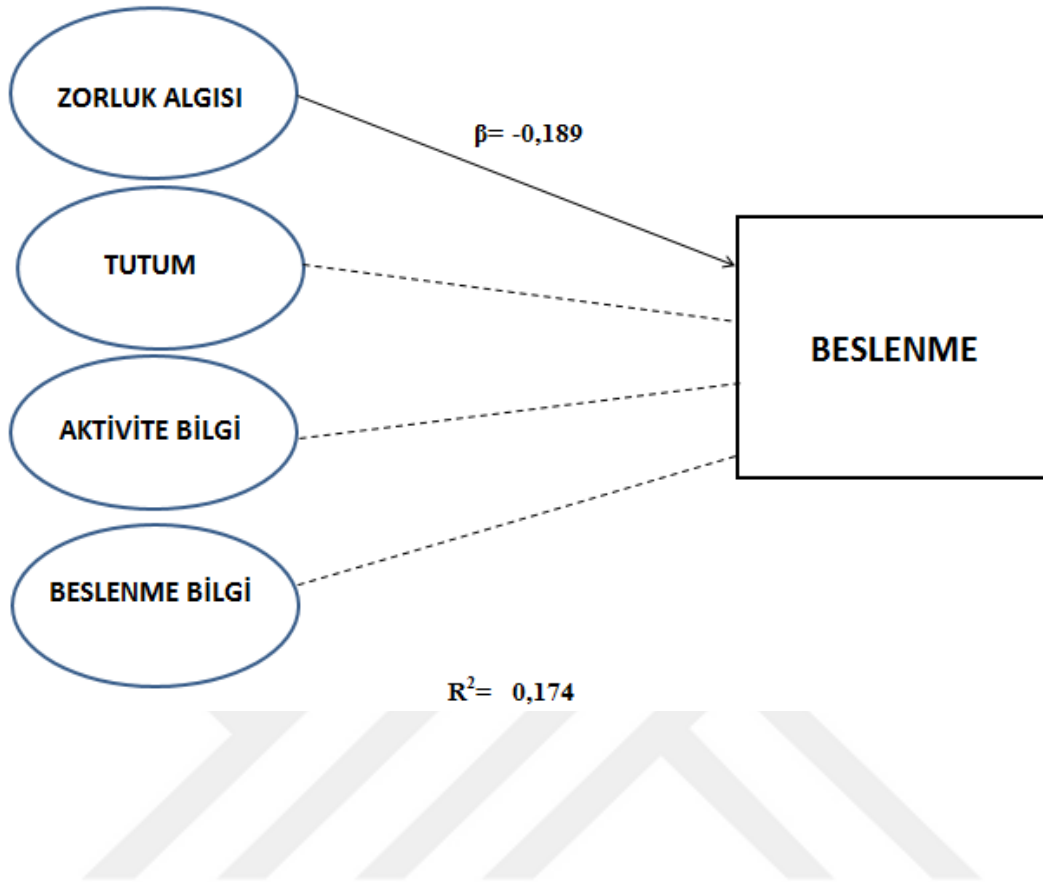 ZORLUK ALGISI
β= -0,189
TUTUM
BESLENME
AKTİVİTE BİLGİ
BESLENME BİLGİ
R²= 0,174